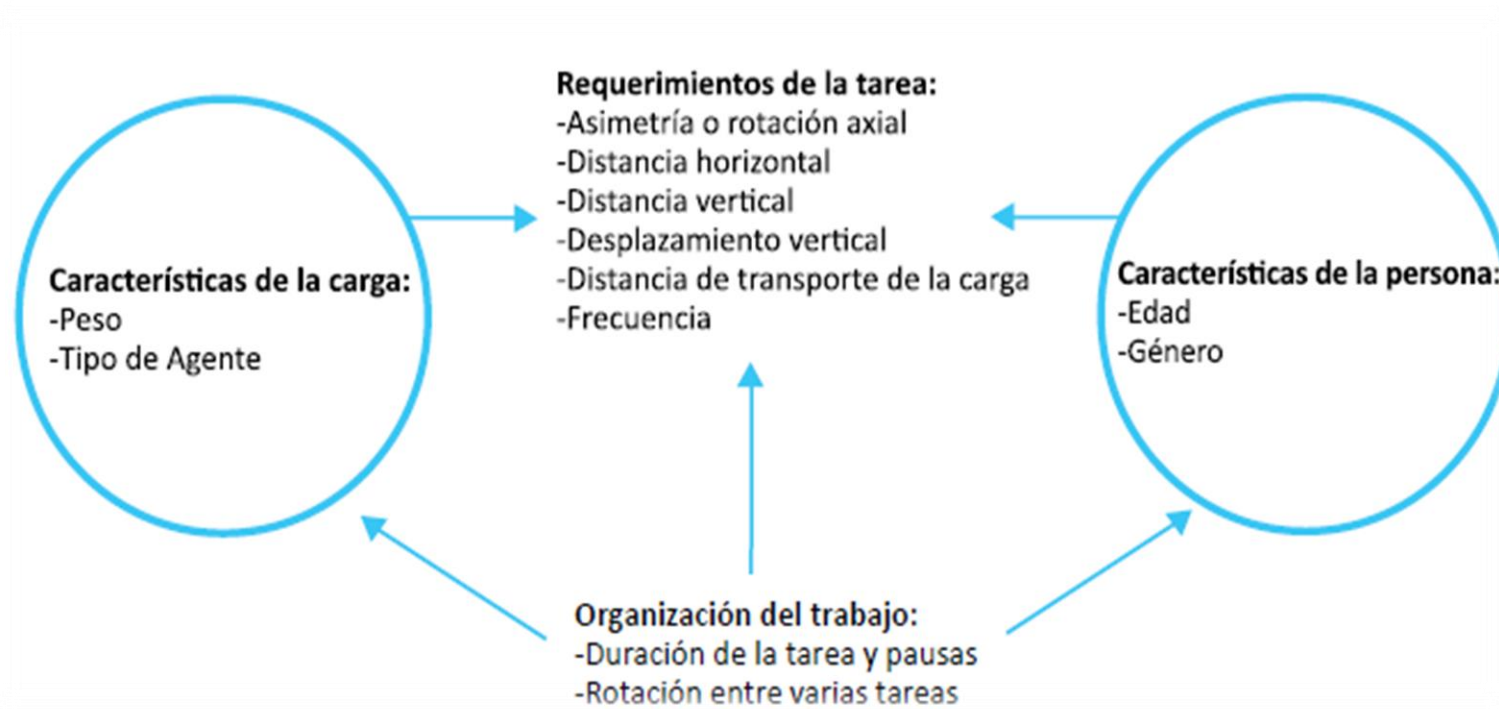 Requerimientos de la tarea:
-Asimetría o rotación axial
-Distancia horizontal
-Distancia vertical
-Desplazamiento vertical
-Distancia de transporte de la carga
-Frecuencia
Características de la carga:
-Peso
-Tipo de Agente
Características de la persona:
-Edad
-Género
Organización del trabajo:
-Duración de la tarea y pausas
-Rotación entre varias tareas